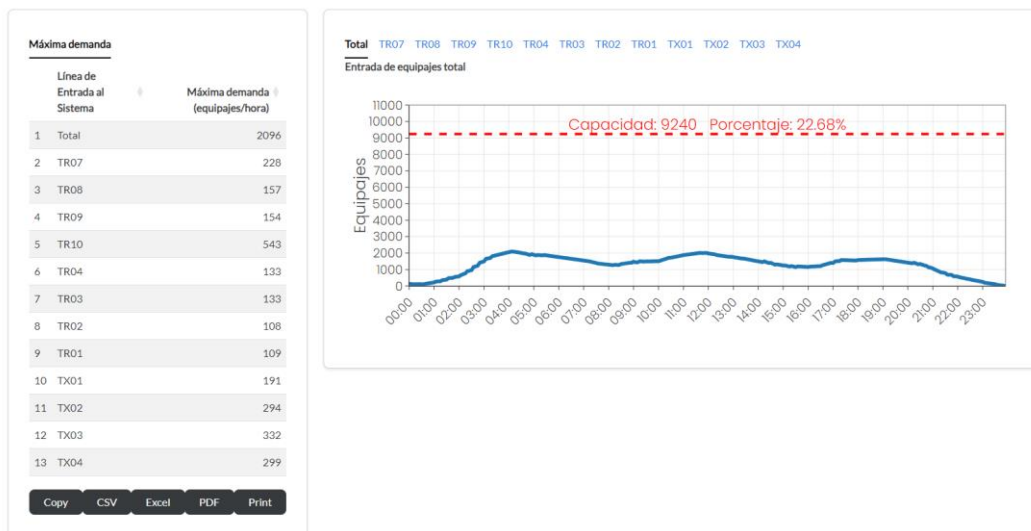 Máxima demanda
Línea de
Entrada al
Sistema
Máxima demanda
(equipajes/hora)
1 Total 2096
2 TR07 228
3 TR08 157
4 TR09 154
5 TR10 543
6 TR04 133
7 TR03 133
8 TR02 108
9 TR01 109
10 TX01 191
11 TX02 294
12 TX03 332
13 TX04 299
Copy CSV Excel PDF Print
Total TR07 TR08 TR09 TR10 TR04 TR03 TR02 TR01 TX01 TX02 TX03 TX04
Entrada de equipajes total
Capacidad: 9240 Porcentaje: 22.68%
Equipajes
11000
10000
9000
8000
7000
6000
5000
4000
3000
2000
1000
0
00:00 01:00 02:00 03:00 04:00 05:00 06:00 07:00 08:00 09:00 10:00 11:00 12:00 13:00 14:00 15:00 16:00 17:00 18:00 19:00 20:00 21:00 22:00 23:00